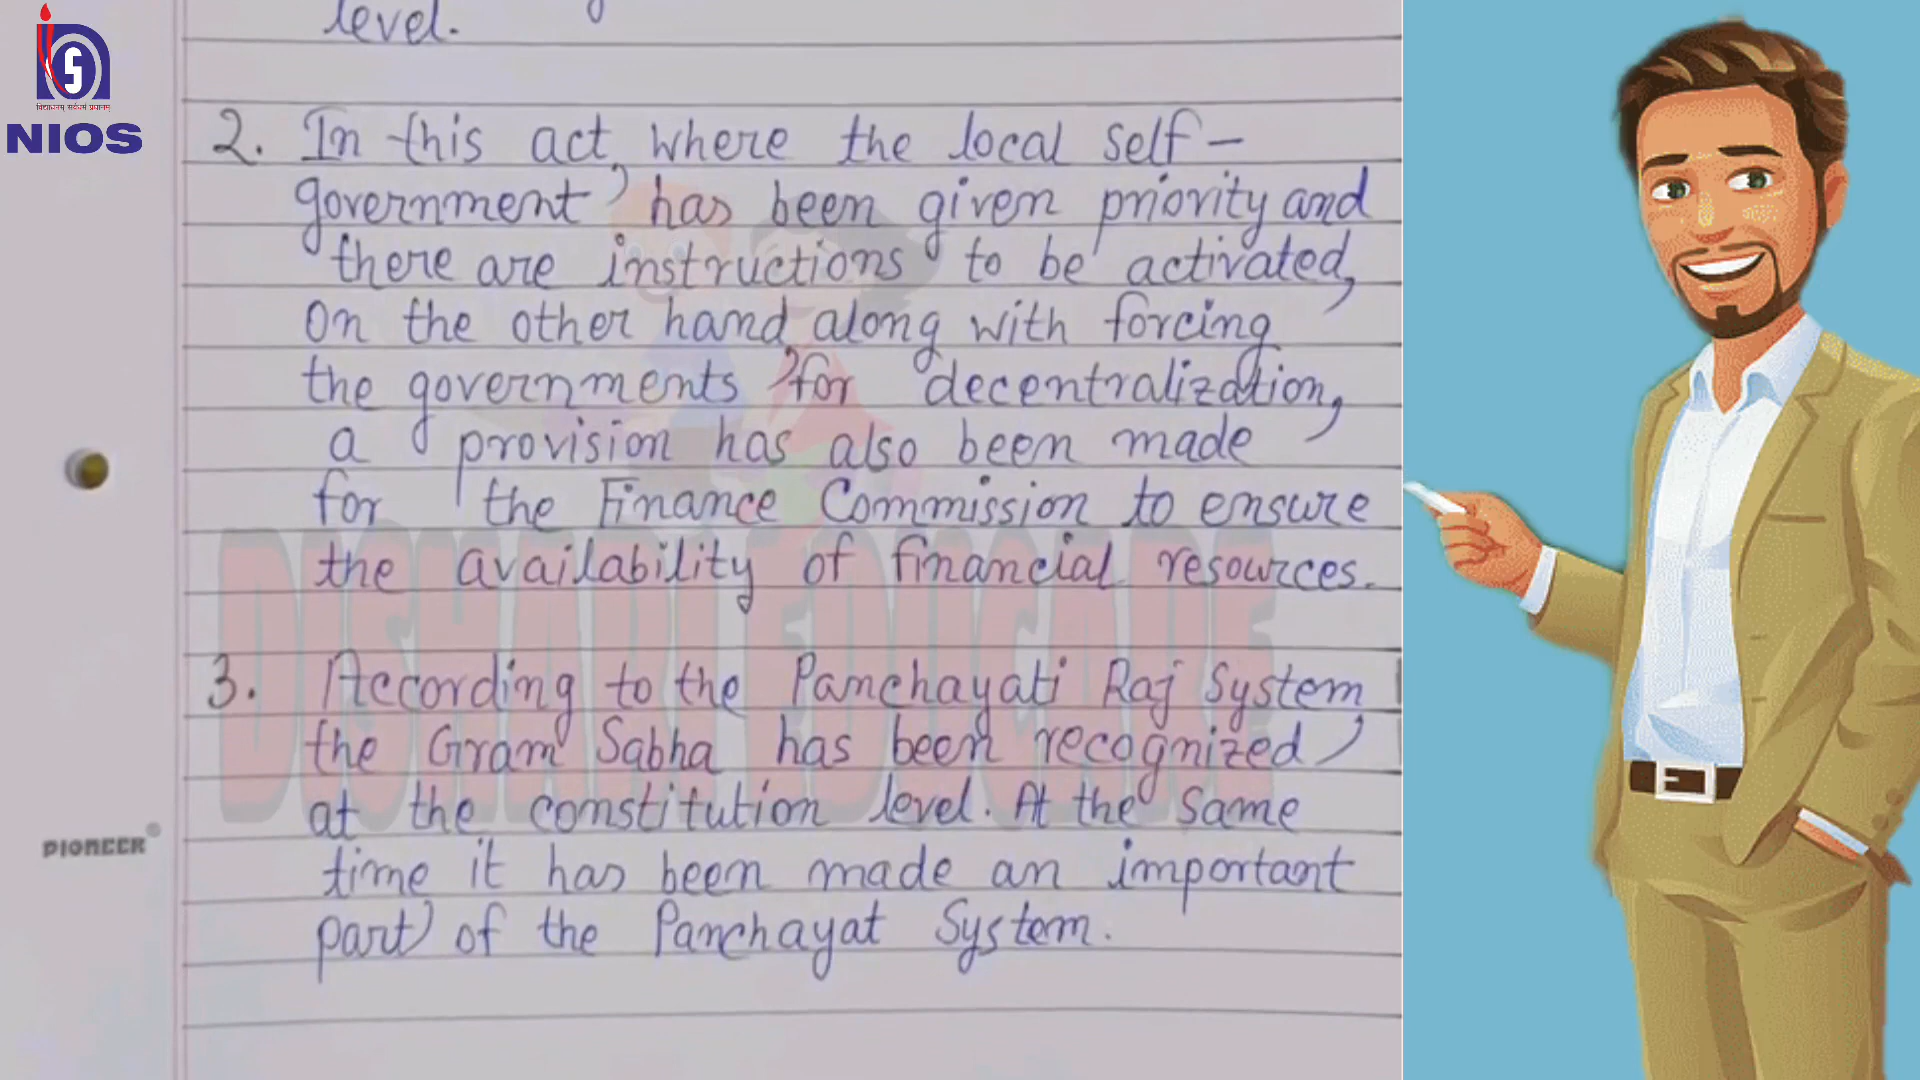 level.
NIOS
2. In this act, where the local self-
government has been given priority and
there are instructions to be activated,
on the other hand, along with forcing
the governments for decentralization,
a provision has also been made
for the Finance Commission to ensure
the availability of financial resources.
DISHARI EDUCARE
3. According to the Panchayati Raj System,
the Gram Sabha has been recognized
at the constitution level. At the same
time it has been made an important
part of the Panchayat System.
PIONEER